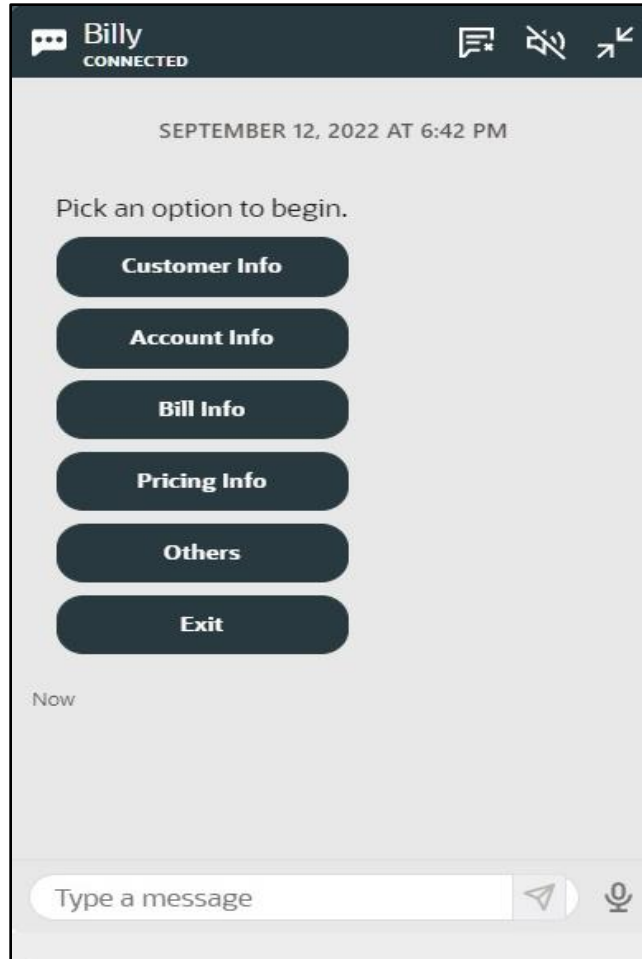 Billy
CONNECTED
SEPTEMBER 12, 2022 AT 6:42 PM
Pick an option to begin.
Customer Info
Account Info
Bill Info
Pricing Info
Others
Exit
Now
Type a message